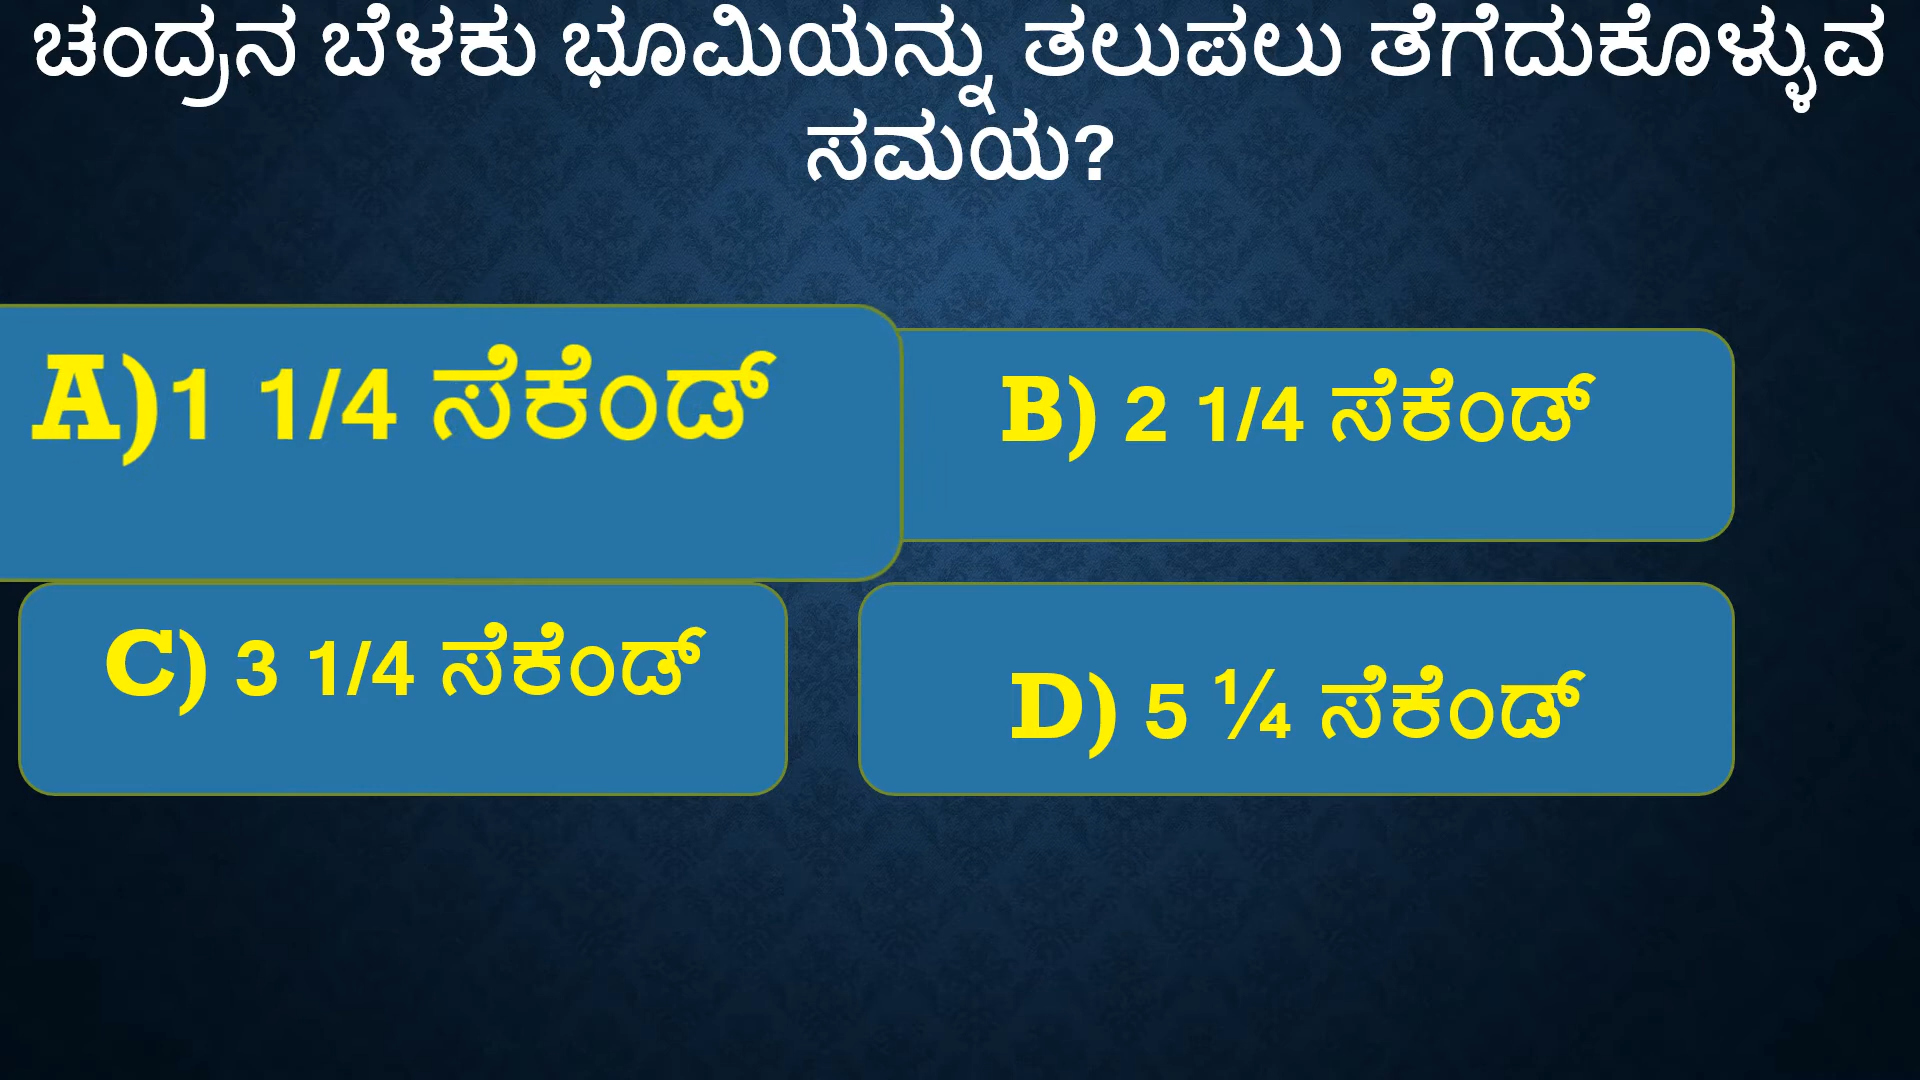 ಚಂದ್ರನ ಬೆಳಕು ಭೂಮಿಯನ್ನು ತಲುಪಲು ತೆಗೆದುಕೊಳ್ಳುವ
ಸಮಯ?
A)1 1/4 ಸೆಕೆಂಡ್
B) 2 1/4 ಸೆಕೆಂಡ್
C) 3 1/4 ಸೆಕೆಂಡ್
D) 5 ¼ ಸೆಕೆಂಡ್